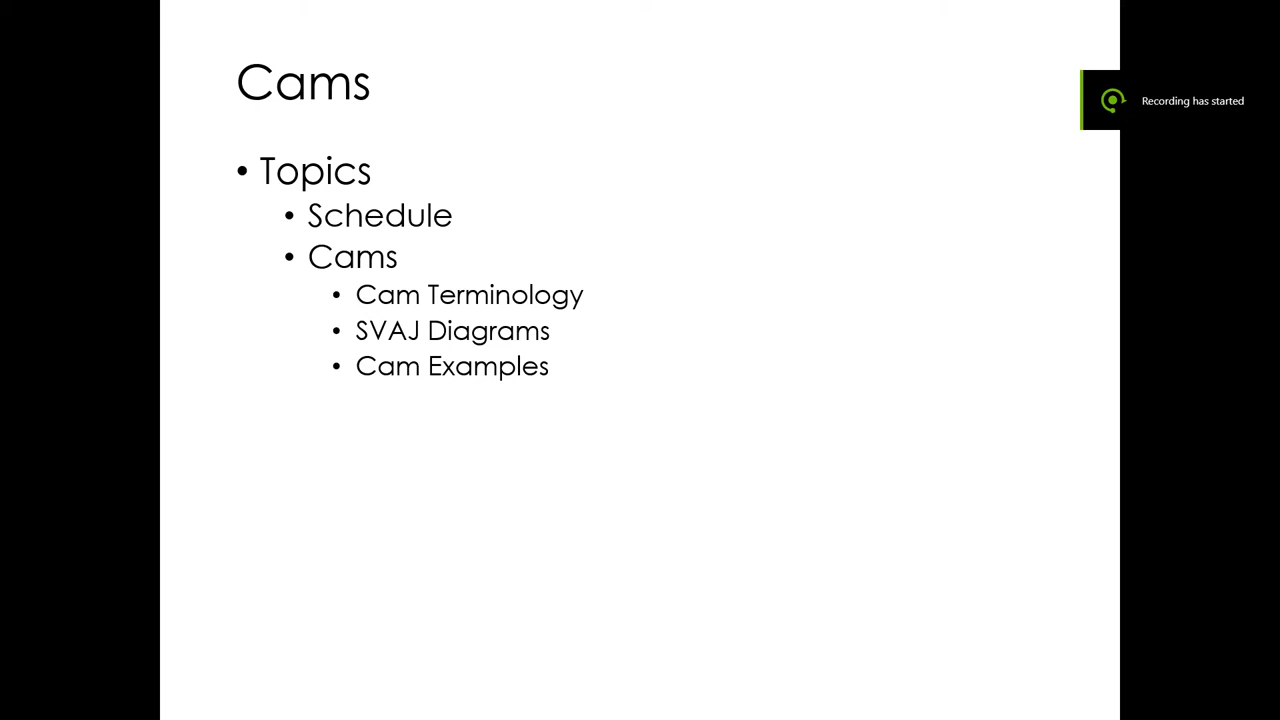 Cams
Recording has started
• Topics
• Schedule
• Cams
• Cam Terminology
• SVAJ Diagrams
• Cam Examples